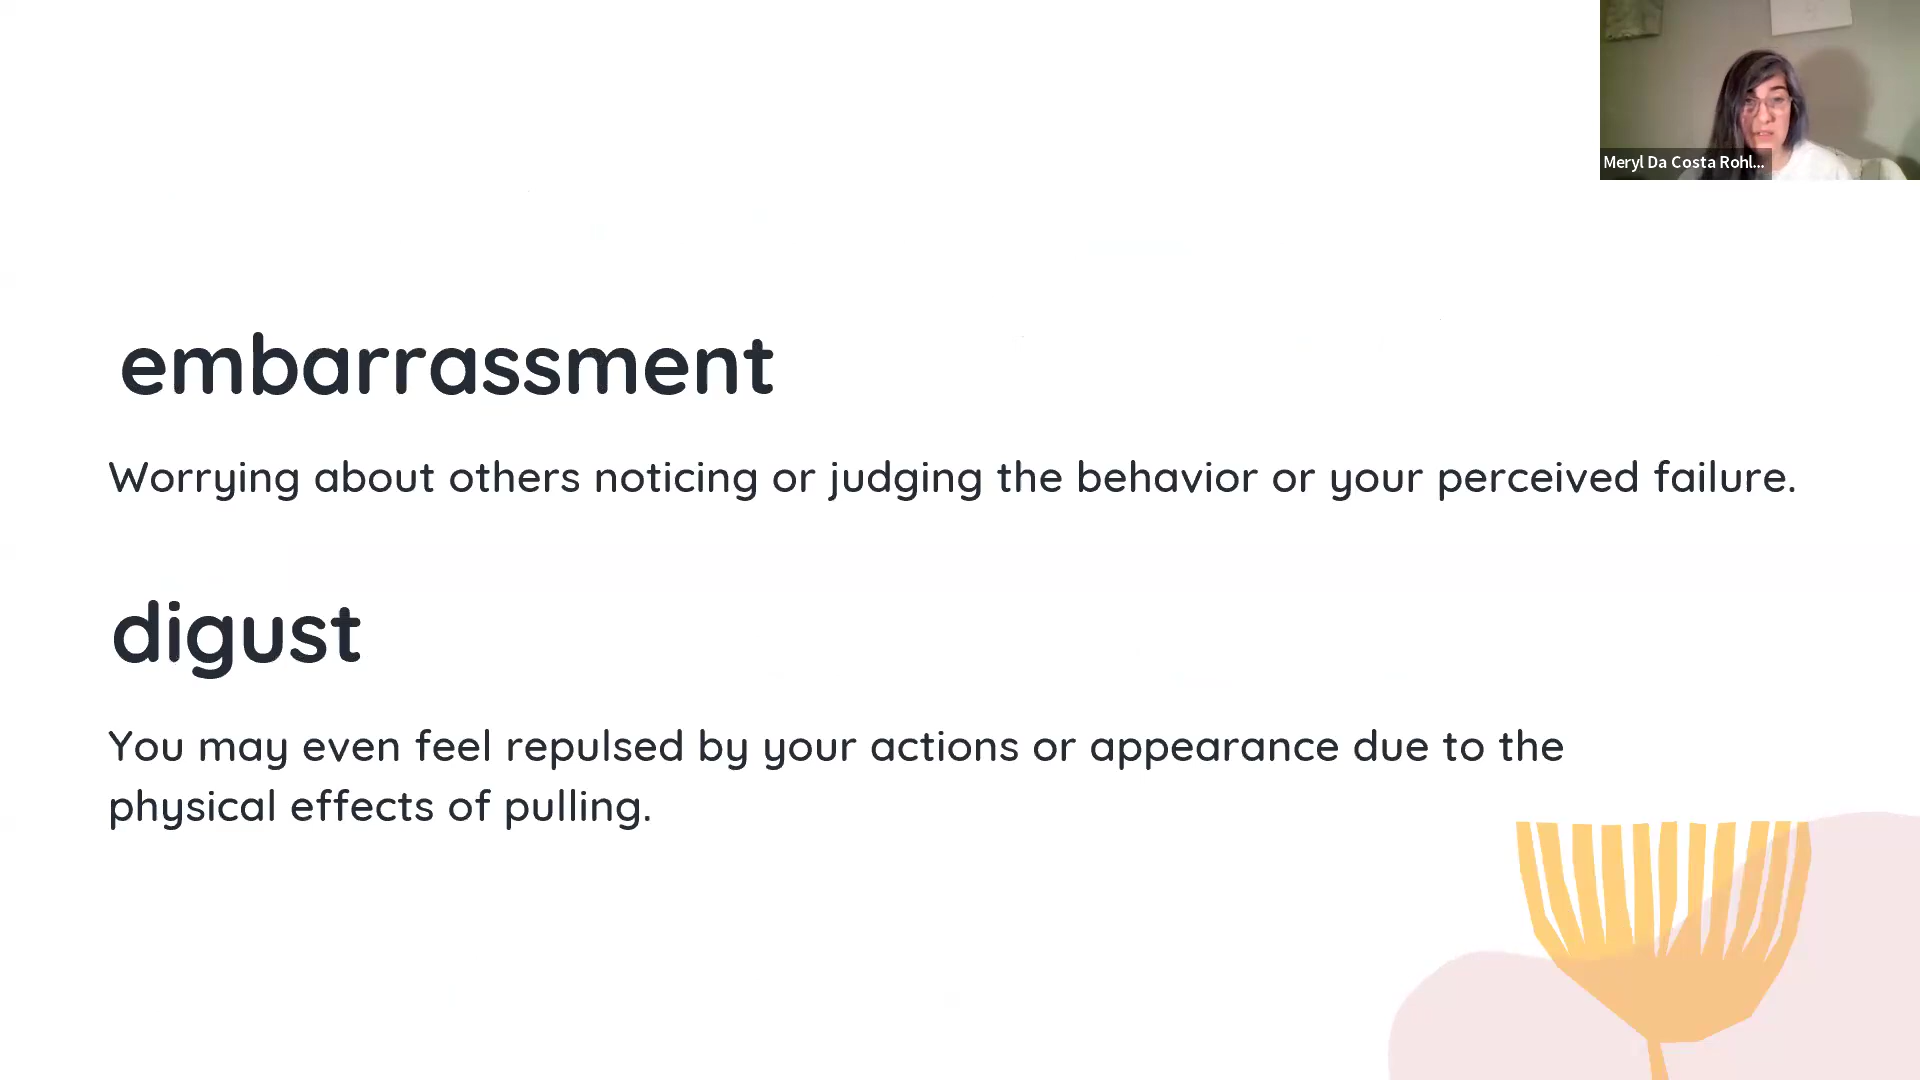 Meryl Da Costa Rohl...
embarrassment
Worrying about others noticing or judging the behavior or your perceived failure.
digust
You may even feel repulsed by your actions or appearance due to the
physical effects of pulling.